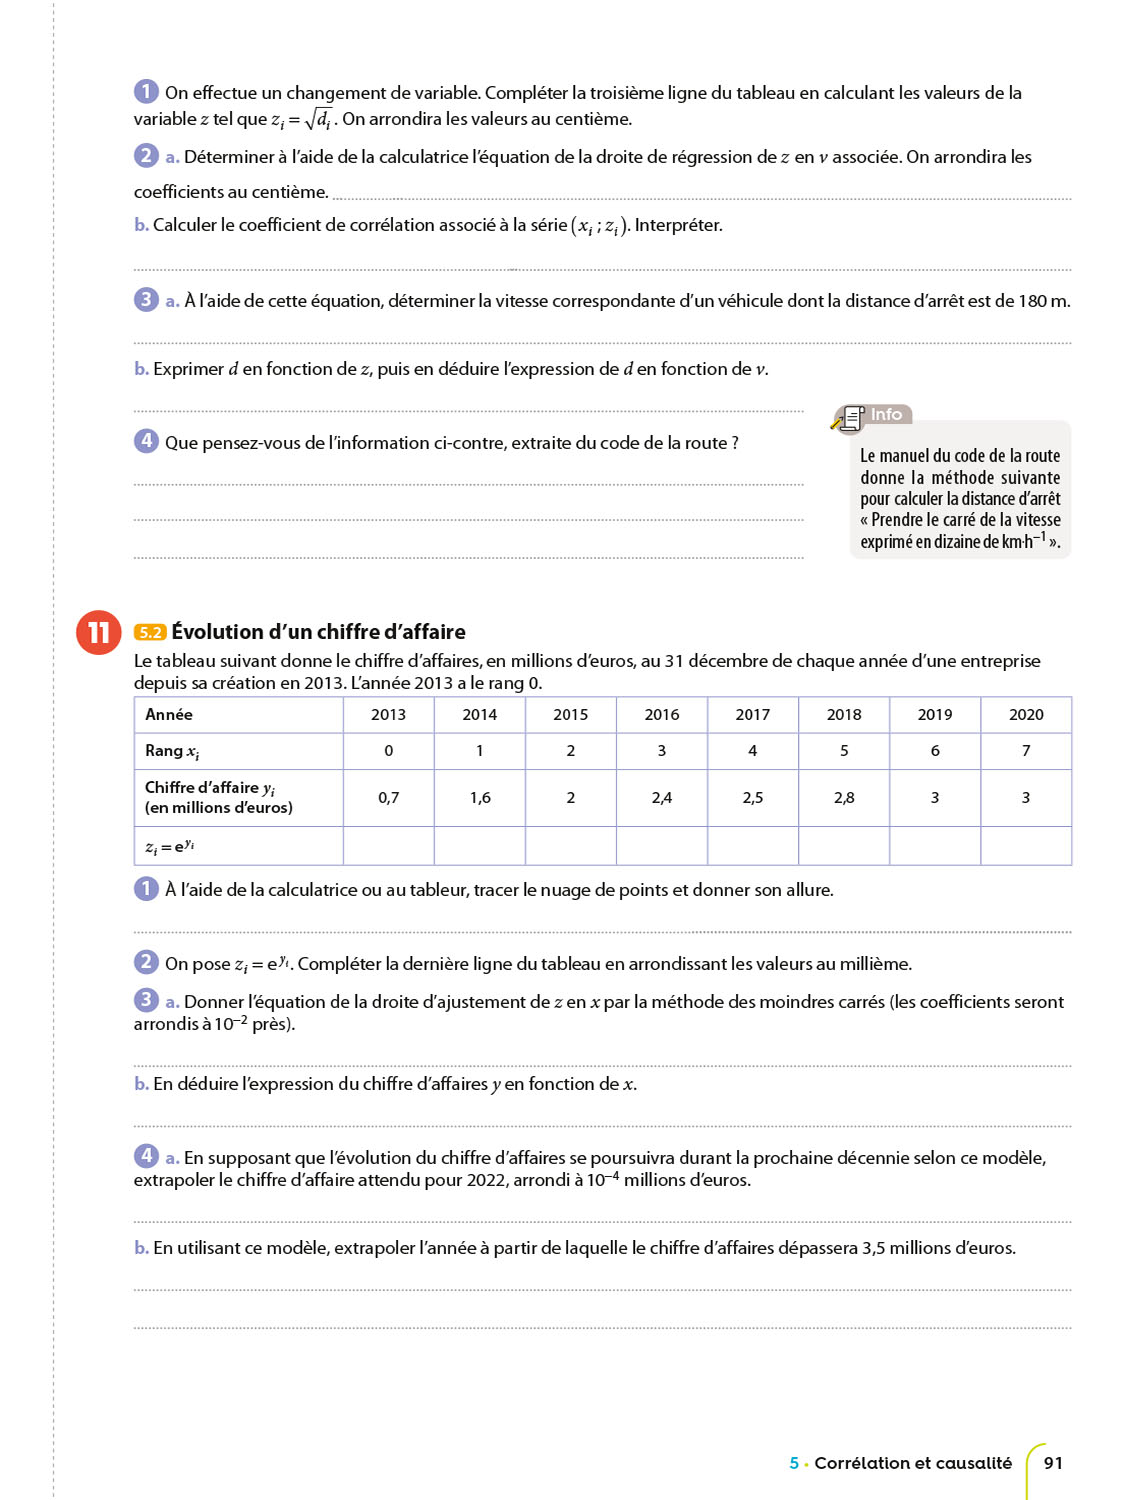 1 On effectue un changement de variable. Compléter la troisième ligne du tableau en calculant les valeurs de la
variable z tel que zᵢ = √dᵢ. On arrondira les valeurs au centième.
2 a. Déterminer à l’aide de la calculatrice l’équation de la droite de régression de z en v associée. On arrondira les
coefficients au centième.
b. Calculer le coefficient de corrélation associé à la série (xᵢ ; zᵢ). Interpréter.
3 a. À l’aide de cette équation, déterminer la vitesse correspondante d’un véhicule dont la distance d’arrêt est de 180 m.
b. Exprimer d en fonction de z, puis en déduire l’expression de d en fonction de v.
4 Que pensez-vous de l’information ci-contre, extraite du code de la route ?
Info
Le manuel du code de la route
donne la méthode suivante
pour calculer la distance d’arrêt
« Prendre le carré de la vitesse
exprimé en dizaine de km·h⁻¹ ».
11 5.2 Évolution d’un chiffre d’affaire
Le tableau suivant donne le chiffre d’affaires, en millions d’euros, au 31 décembre de chaque année d’une entreprise
depuis sa création en 2013. L’année 2013 a le rang 0.
Année 2013 2014 2015 2016 2017 2018 2019 2020
Rang xᵢ 0 1 2 3 4 5 6 7
Chiffre d’affaire yᵢ
(en millions d’euros) 0,7 1,6 2 2,4 2,5 2,8 3 3
zᵢ = e^yᵢ
1 À l’aide de la calculatrice ou au tableur, tracer le nuage de points et donner son allure.
2 On pose zᵢ = e^yᵢ. Compléter la dernière ligne du tableau en arrondissant les valeurs au millième.
3 a. Donner l’équation de la droite d’ajustement de z en x par la méthode des moindres carrés (les coefficients seront
arrondis à 10⁻² près).
b. En déduire l’expression du chiffre d’affaires y en fonction de x.
4 a. En supposant que l’évolution du chiffre d’affaires se poursuivra durant la prochaine décennie selon ce modèle,
extrapoler le chiffre d’affaire attendu pour 2022, arrondi à 10⁻⁴ millions d’euros.
b. En utilisant ce modèle, extrapoler l’année à partir de laquelle le chiffre d’affaires dépassera 3,5 millions d’euros.
5 • Corrélation et causalité 91